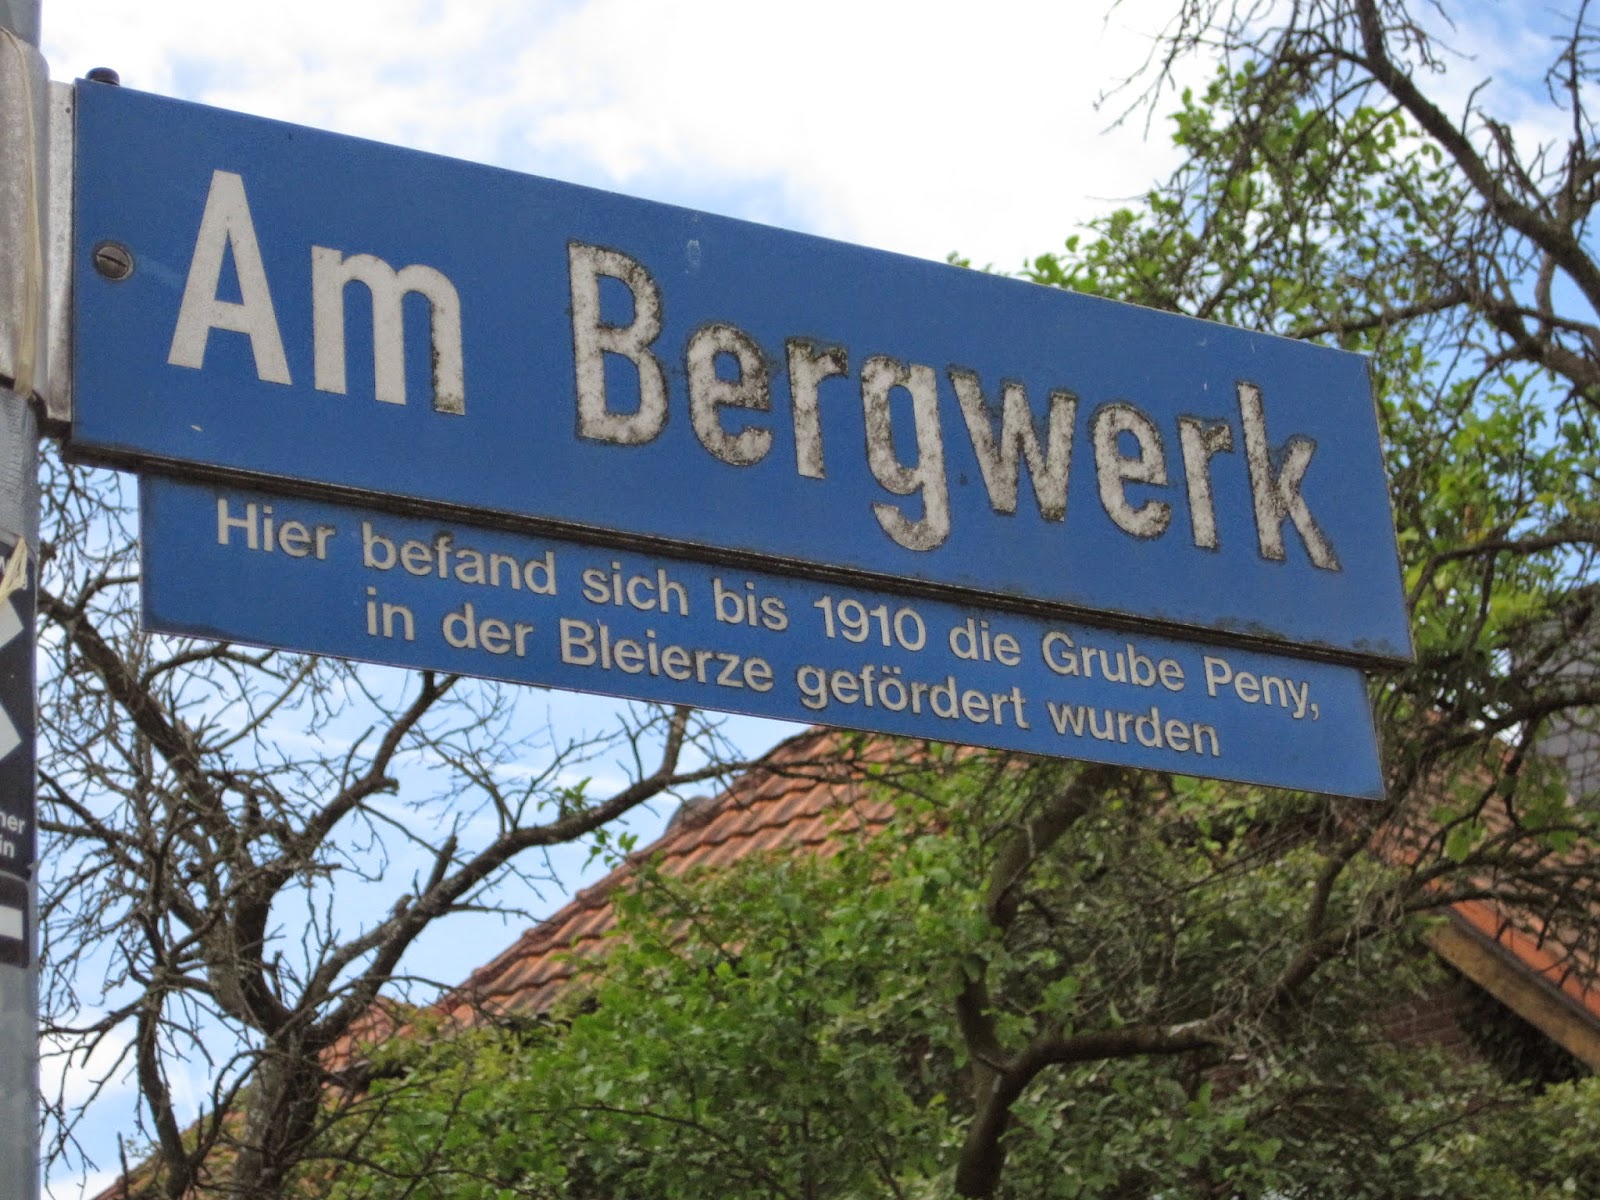 Am Bergwerk
Hier befand sich bis 1910 die Grube Peny,
in der Bleierze gefördert wurden